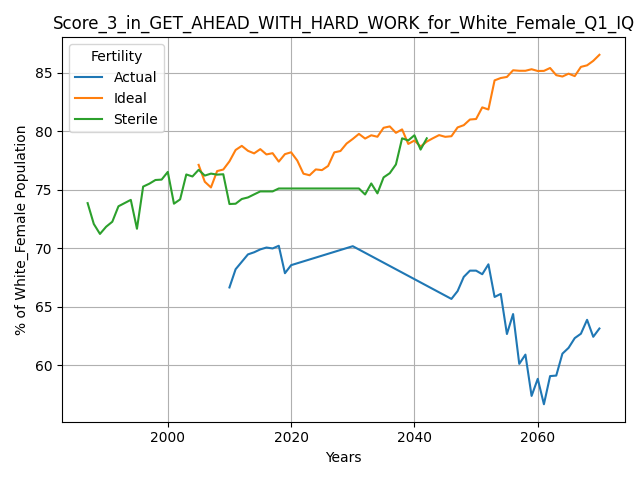 Score_3_in_GET_AHEAD_WITH_HARD_WORK_for_White_Female_Q1_IQ
Fertility
Actual
Ideal
Sterile
% of White_Female Population
85
80
75
70
65
60
2000
2020
2040
2060
Years